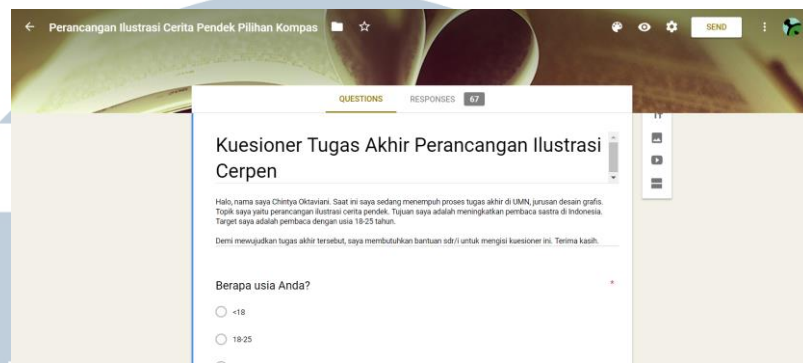 Perancangan Ilustrasi Cerita Pendek Pilihan Kompas
SEND
QUESTIONS RESPONSES 67
Kuesioner Tugas Akhir Perancangan Ilustrasi
Cerpen
Halo, nama saya Chintya Oktaviani. Saat ini saya sedang menempuh proses tugas akhir di UMN, jurusan desain grafis.
Topik saya yaitu perancangan ilustrasi cerita pendek. Tujuan saya adalah meningkatkan pembaca sastra di Indonesia.
Target saya adalah pembaca dengan usia 18-25 tahun.
Demi mewujudkan tugas akhir tersebut, saya membutuhkan bantuan sdr/i untuk mengisi kuesioner ini. Terima kasih.
Berapa usia Anda? *
<18
18-25